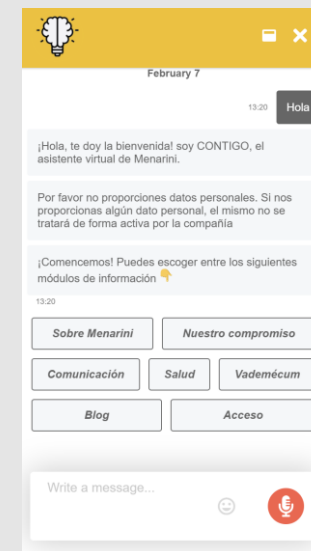 February 7
13:20 Hola
¡Hola, te doy la bienvenida! soy CONTIGO, el
asistente virtual de Menarini.
Por favor no proporciones datos personales. Si nos
proporcionas algún dato personal, el mismo no se
tratará de forma activa por la compañía
¡Comencemos! Puedes escoger entre los siguientes
módulos de información 👇
13:20
Sobre Menarini Nuestro compromiso
Comunicación Salud Vademécum
Blog Acceso
Write a message...